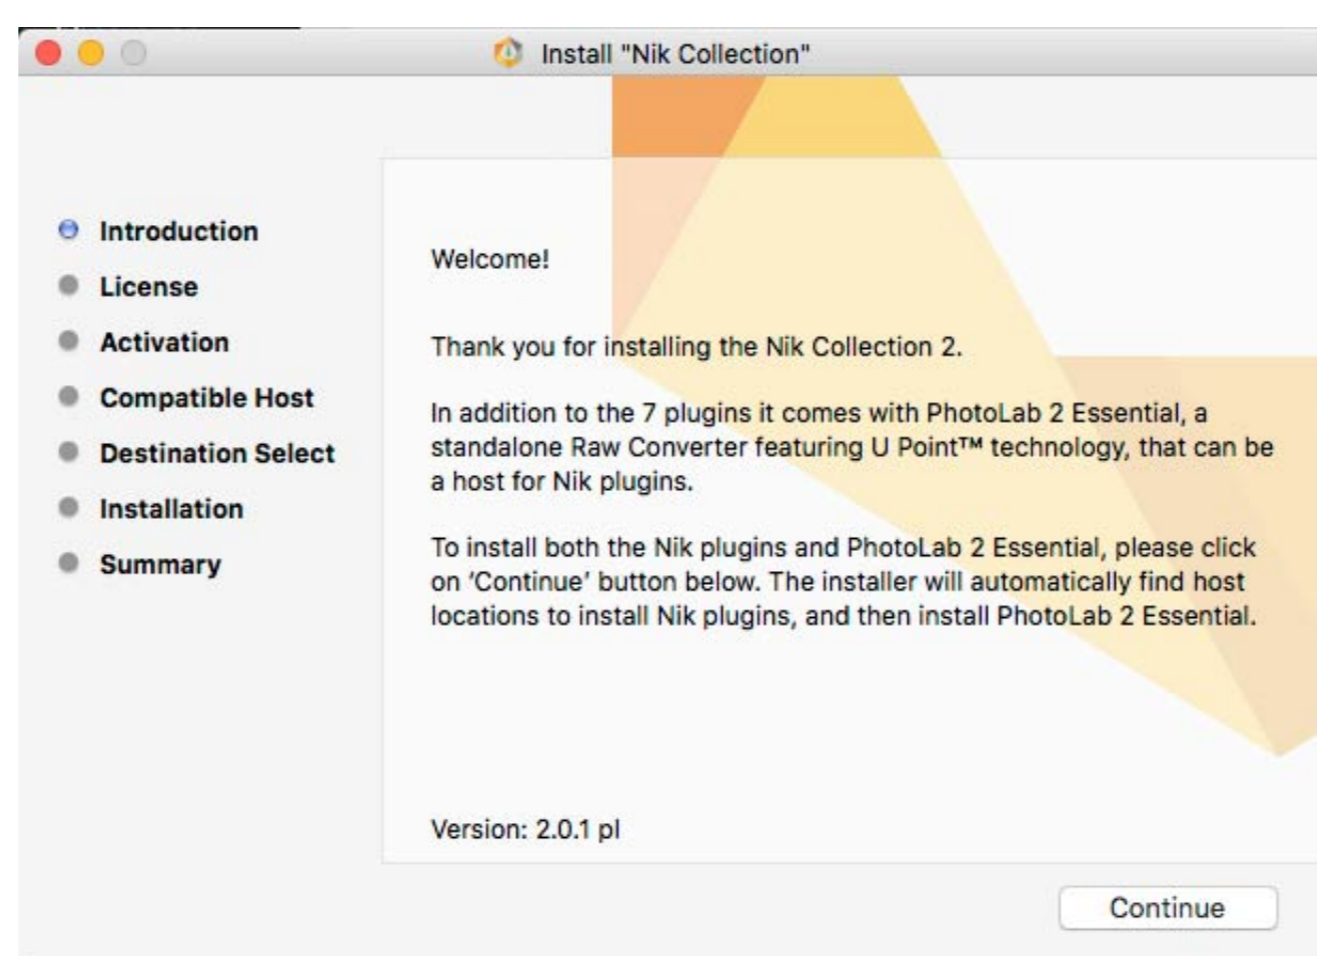 Install "Nik Collection"
Introduction
License
Activation
Compatible Host
Destination Select
Installation
Summary
Welcome!
Thank you for installing the Nik Collection 2.
In addition to the 7 plugins it comes with PhotoLab 2 Essential, a
standalone Raw Converter featuring U Point™ technology, that can be
a host for Nik plugins.
To install both the Nik plugins and PhotoLab 2 Essential, please click
on ‘Continue’ button below. The installer will automatically find host
locations to install Nik plugins, and then install PhotoLab 2 Essential.
Version: 2.0.1 pl
Continue